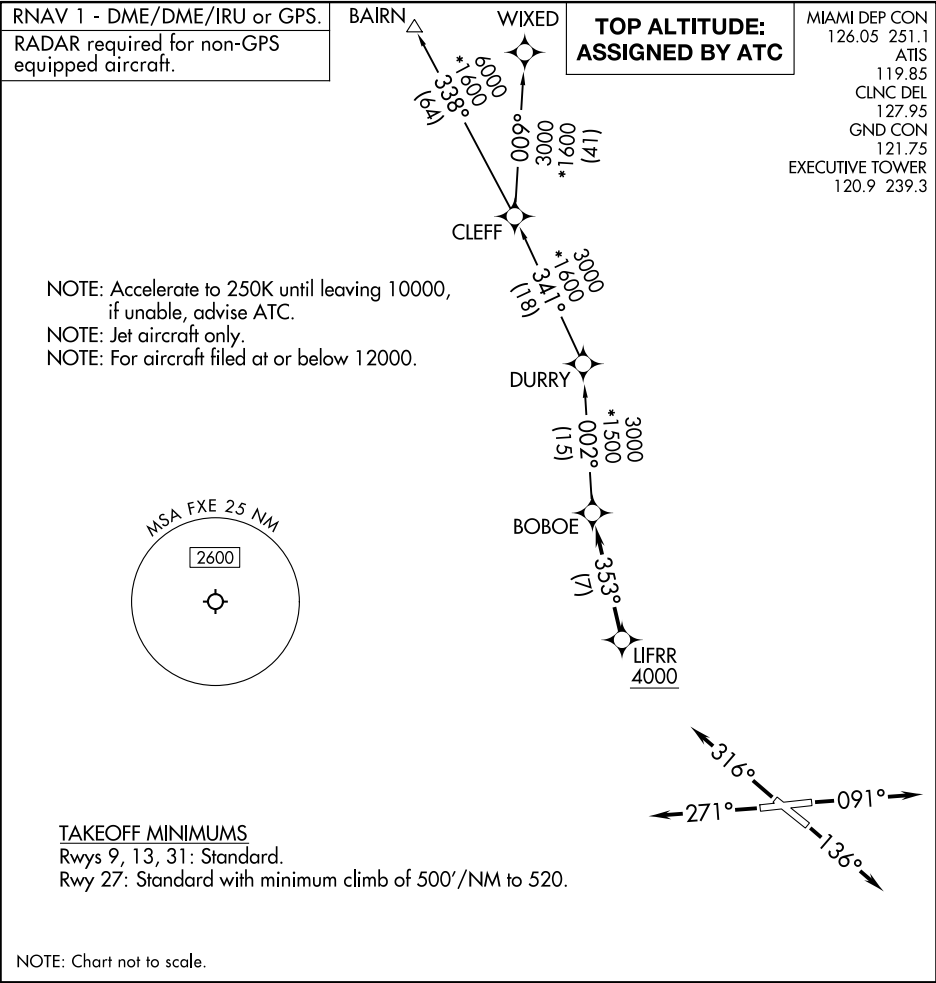 RNAV 1 - DME/DME/IRU or GPS.
RADAR required for non-GPS
equipped aircraft.
BAIRN
WIXED
TOP ALTITUDE:
ASSIGNED BY ATC
MIAMI DEP CON
126.05 251.1
ATIS
119.85
CLNC DEL
127.95
GND CON
121.75
EXECUTIVE TOWER
120.9 239.3
6000
*1600
338°
(64)
009°
3000
*1600
(41)
CLEFF
3000
*1600
341°
(18)
NOTE: Accelerate to 250K until leaving 10000,
if unable, advise ATC.
NOTE: Jet aircraft only.
NOTE: For aircraft filed at or below 12000.
DURRY
3000
*1500
002°
(15)
BOBOE
353°
(7)
LIFRR
4000
MSA FXE 25 NM
2600
316°
271°
091°
136°
TAKEOFF MINIMUMS
Rwys 9, 13, 31: Standard.
Rwy 27: Standard with minimum climb of 500'/NM to 520.
NOTE: Chart not to scale.